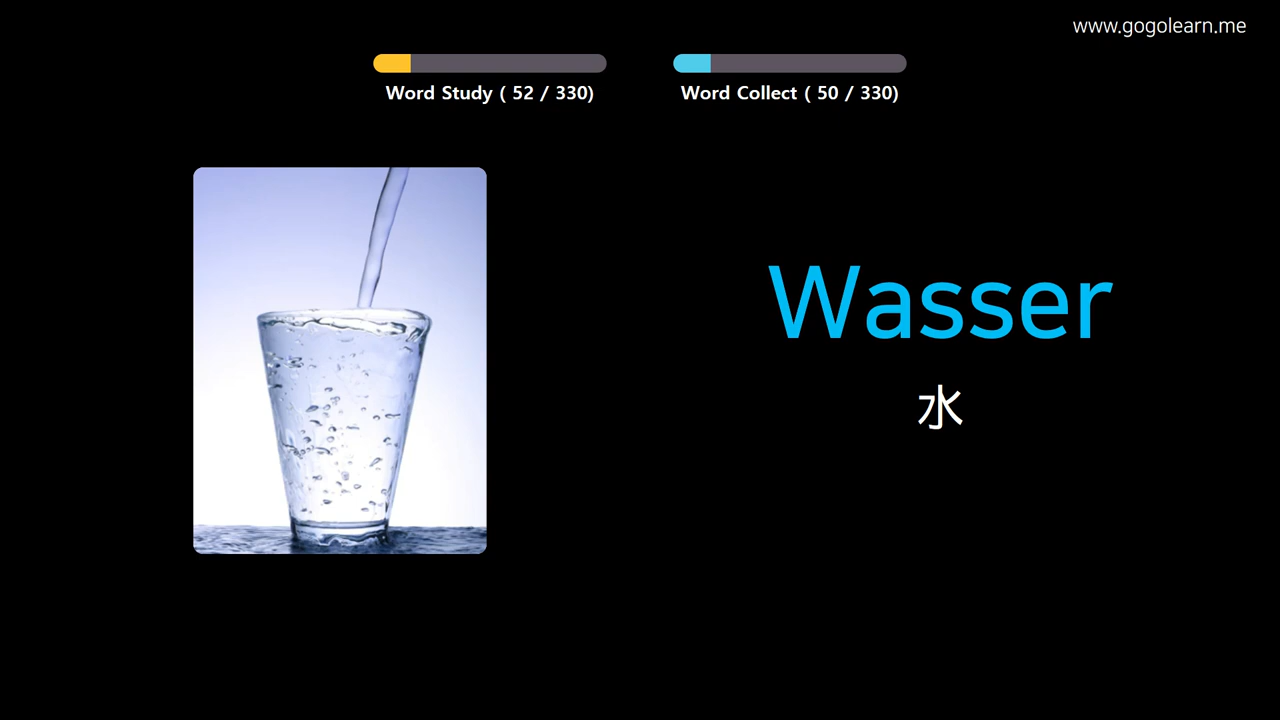 www.gogolearn.me
Word Study ( 52 / 330)
Word Collect ( 50 / 330)
Wasser
水